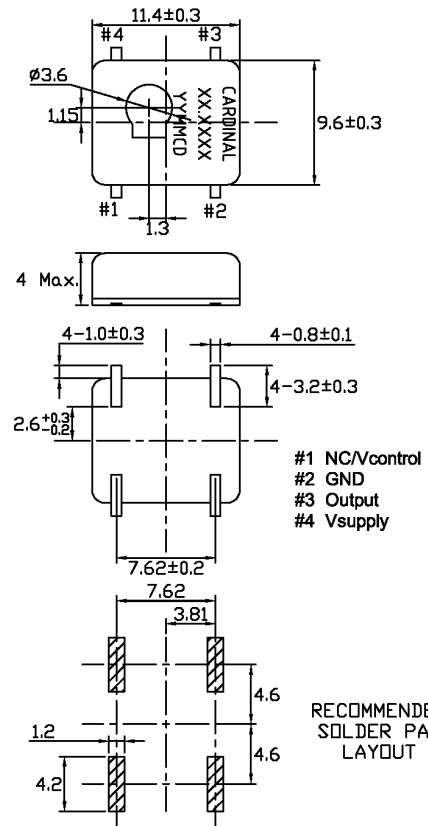 11.4±0.3
#4
#3
ø3.6
1.15
CARDINAL
XX.XXXX
YYMMCD
9.6±0.3
#1
#2
1.3
4 Max.
4-1.0±0.3
4-0.8±0.1
4-3.2±0.3
2.6+0.3-0.2
#1 NC/Vcontrol
#2 GND
#3 Output
#4 Vsupply
7.62±0.2
7.62
3.81
4.6
1.2
4.6
4.2
RECOMMENDE
SOLDER PA
LAYOUT